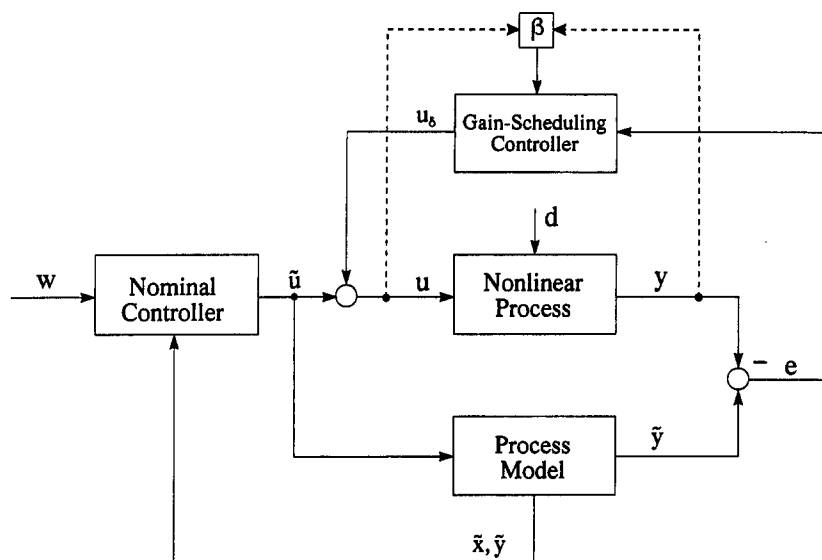 β
u_δ
Gain-Scheduling
Controller
d
w
Nominal
Controller
ũ
u
Nonlinear
Process
y
−
e
Process
Model
ỹ
x̃, ỹ